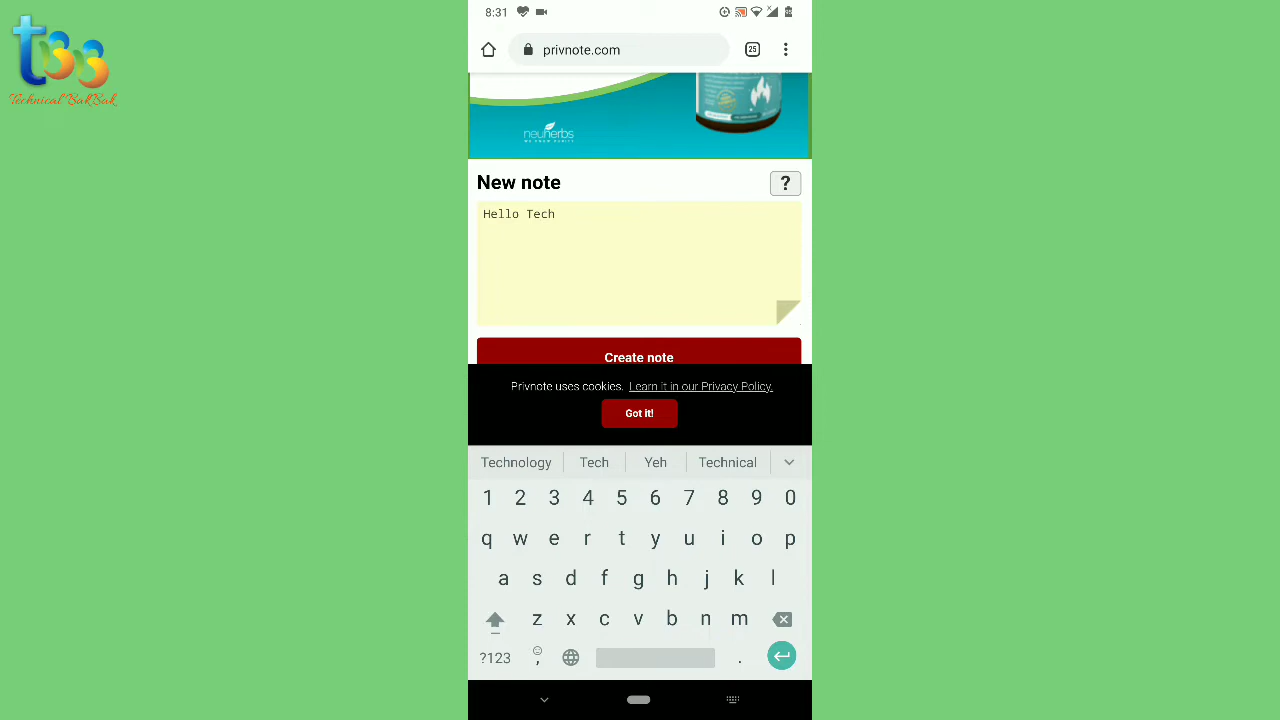 tBB
Technical BakBak
8:31
privnote.com
25
neuherbs
New note
?
Hello Tech
Create note
Privnote uses cookies. Learn it in our Privacy Policy.
Got it!
Technology Tech Yeh Technical
1 2 3 4 5 6 7 8 9 0
q w e r t y u i o p
a s d f g h j k l
z x c v b n m
?123 , .